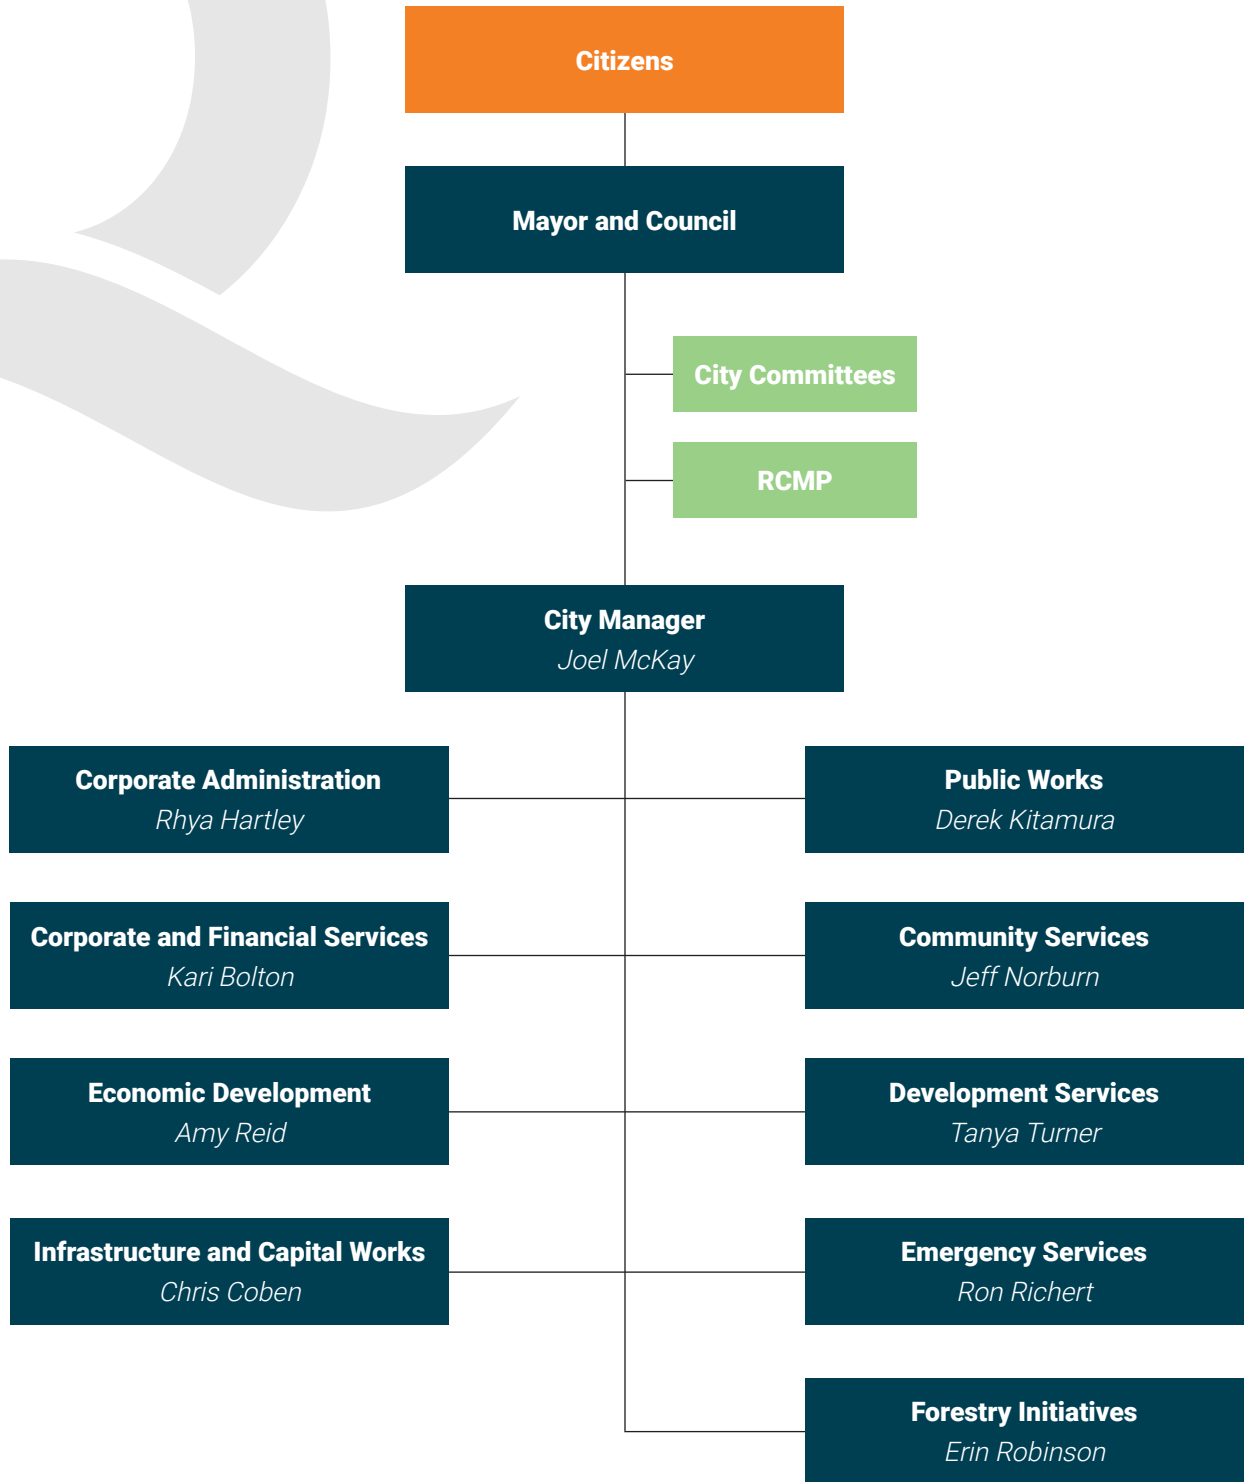 Citizens
Mayor and Council
City Committees
RCMP
City Manager
Joel McKay
Corporate Administration
Rhya Hartley
Public Works
Derek Kitamura
Corporate and Financial Services
Kari Bolton
Community Services
Jeff Norburn
Economic Development
Amy Reid
Development Services
Tanya Turner
Infrastructure and Capital Works
Chris Coben
Emergency Services
Ron Richert
Forestry Initiatives
Erin Robinson